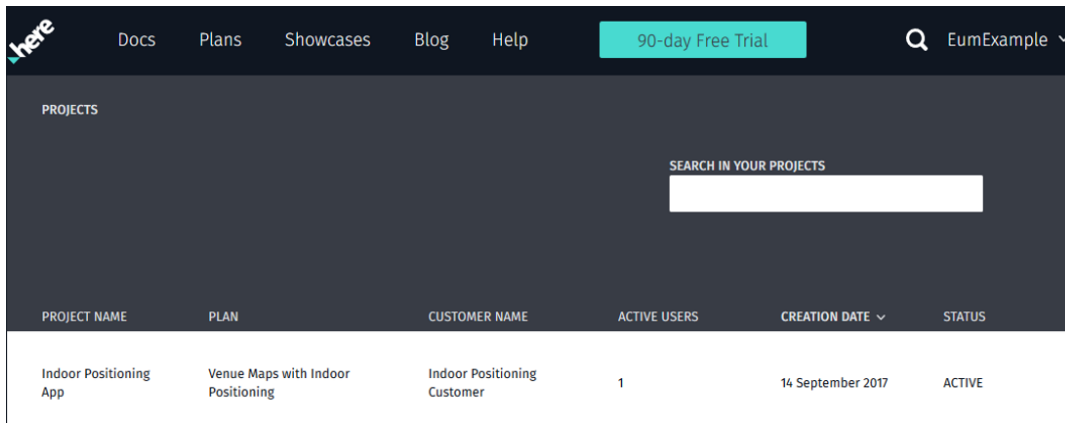 here
Docs Plans Showcases Blog Help 90-day Free Trial EumExample
PROJECTS
SEARCH IN YOUR PROJECTS
PROJECT NAME PLAN CUSTOMER NAME ACTIVE USERS CREATION DATE STATUS
Indoor Positioning Venue Maps with Indoor Indoor Positioning
App Positioning Customer 1 14 September 2017 ACTIVE